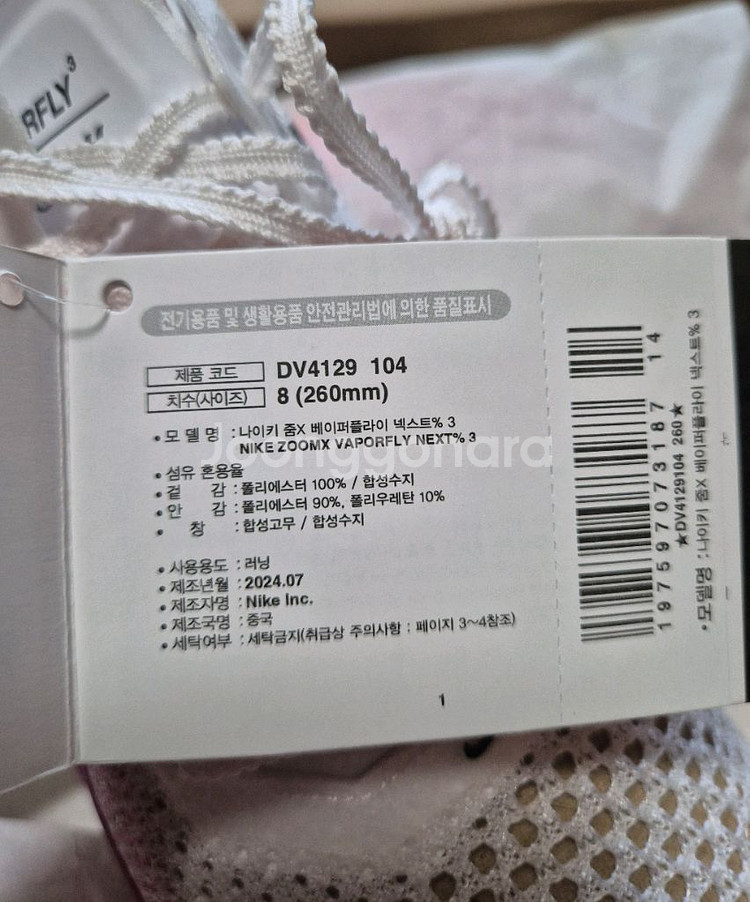 RFLY³
전기용품 및 생활용품 안전관리법에 의한 품질표시
제품 코드 DV4129 104
치수(사이즈) 8 (260mm)
• 모 델 명 : 나이키 줌X 베이퍼플라이 넥스트% 3
NIKE ZOOMX VAPORFLY NEXT% 3
• 섬유 혼용율
• 겉 감 : 폴리에스터 100% / 합성수지
• 안 감 : 폴리에스터 90%, 폴리우레탄 10%
• 창 : 합성고무 / 합성수지
• 사용용도 : 러닝
• 제조년월 : 2024.07
• 제조자명 : Nike Inc.
• 제조국명 : 중국
• 세탁여부 : 세탁금지(취급상 주의사항 : 페이지 3~4참조)
1
14
197597073187
★DV4129104 260★
• 모델명 : 나이키 줌X 베이퍼플라이 넥스트% 3
Joonggonara